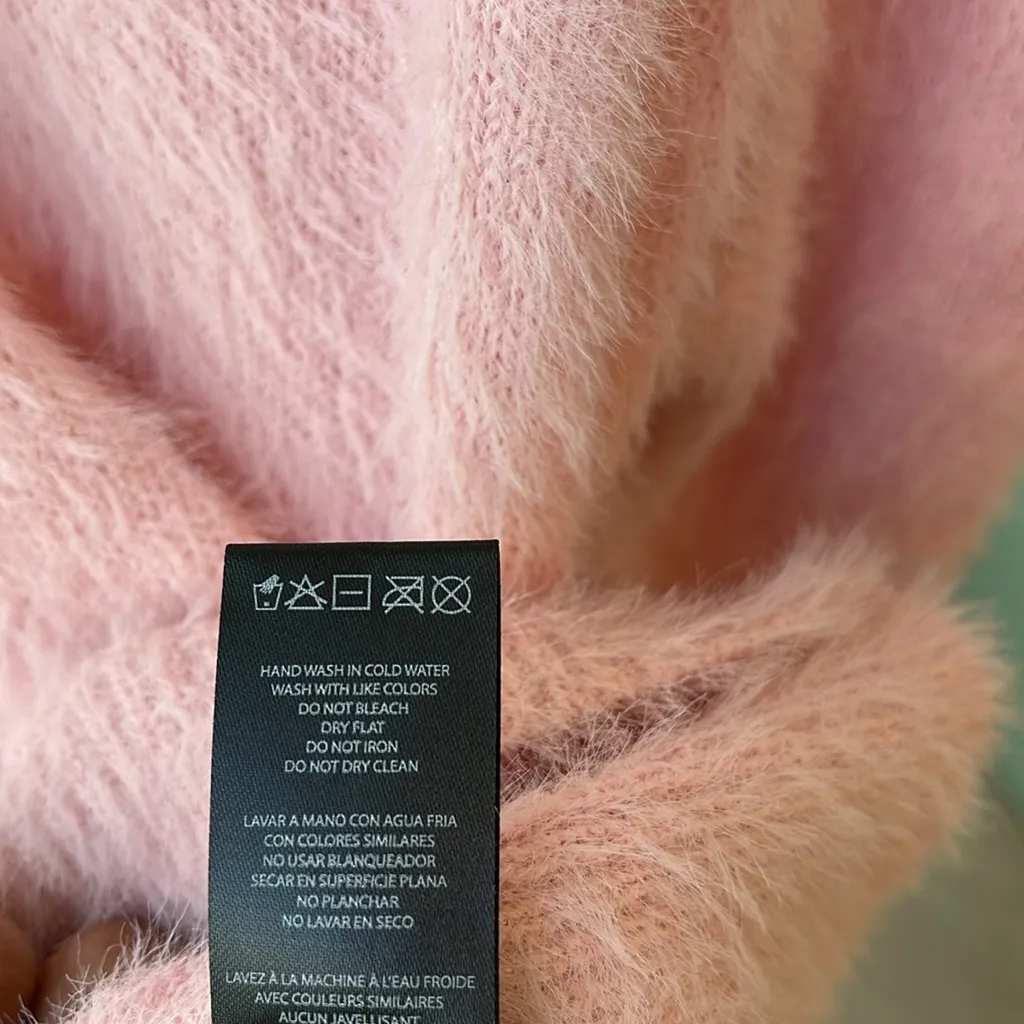 HAND WASH IN COLD WATER
WASH WITH LIKE COLORS
DO NOT BLEACH
DRY FLAT
DO NOT IRON
DO NOT DRY CLEAN
LAVAR A MANO CON AGUA FRIA
CON COLORES SIMILARES
NO USAR BLANQUEADOR
SECAR EN SUPERFICIE PLANA
NO PLANCHAR
NO LAVAR EN SECO
LAVEZ À LA MACHINE À L'EAU FROIDE
AVEC COULEURS SIMILAIRES
AUCUN JAVELLISANT